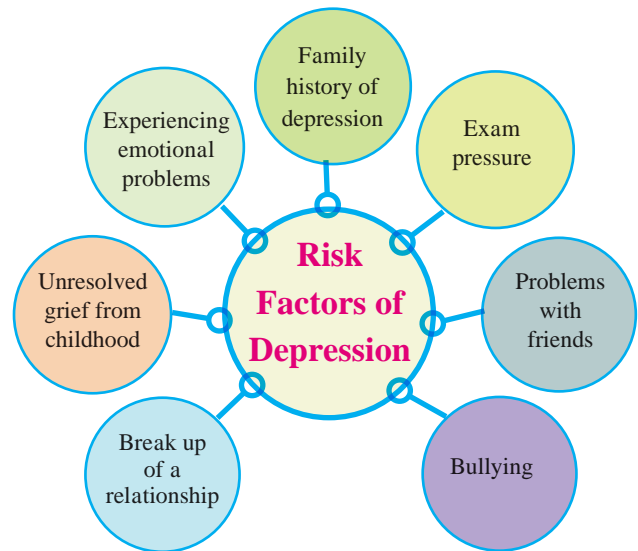 Family
history of
depression
Exam
pressure
Problems
with
friends
Bullying
Break up
of a
relationship
Unresolved
grief from
childhood
Experiencing
emotional
problems
Risk
Factors of
Depression